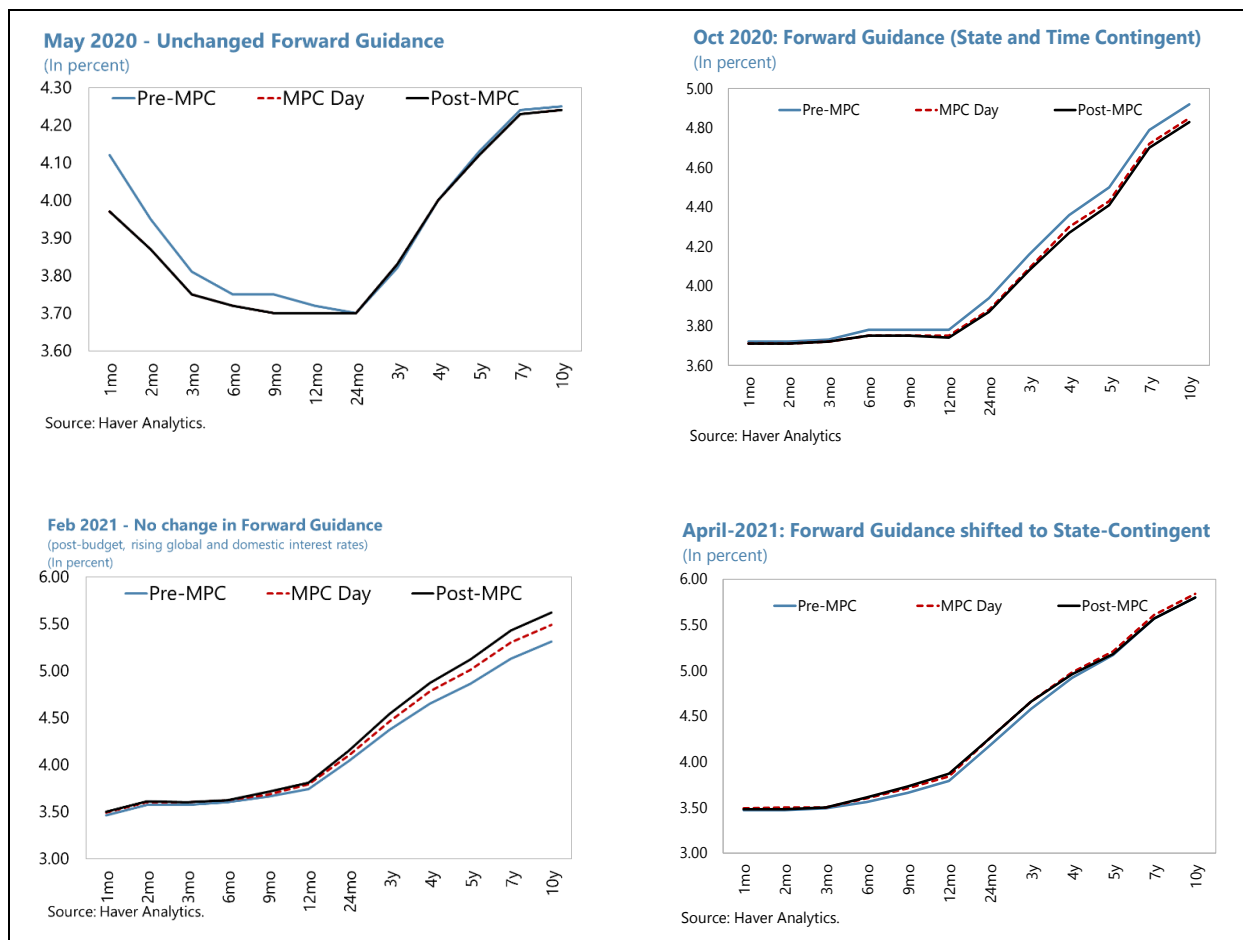 May 2020 - Unchanged Forward Guidance
(In percent)
4.30
Pre-MPC MPC Day Post-MPC
4.20
4.10
4.00
3.90
3.80
3.70
3.60
1mo 2mo 3mo 6mo 9mo 12mo 24mo 3y 4y 5y 7y 10y
Source: Haver Analytics.
Oct 2020: Forward Guidance (State and Time Contingent)
(In percent)
5.00
Pre-MPC MPC Day Post-MPC
4.80
4.60
4.40
4.20
4.00
3.80
3.60
1mo 2mo 3mo 6mo 9mo 12mo 24mo 3y 4y 5y 7y 10y
Source: Haver Analytics
Feb 2021 - No change in Forward Guidance
(post-budget, rising global and domestic interest rates)
(In percent)
6.00
Pre-MPC MPC Day Post-MPC
5.50
5.00
4.50
4.00
3.50
3.00
1mo 2mo 3mo 6mo 9mo 12mo 24mo 3y 4y 5y 7y 10y
Source: Haver Analytics.
April-2021: Forward Guidance shifted to State-Contingent
(In percent)
6.00
Pre-MPC MPC Day Post-MPC
5.50
5.00
4.50
4.00
3.50
3.00
1mo 2mo 3mo 6mo 9mo 12mo 24mo 3y 4y 5y 7y 10y
Source: Haver Analytics.